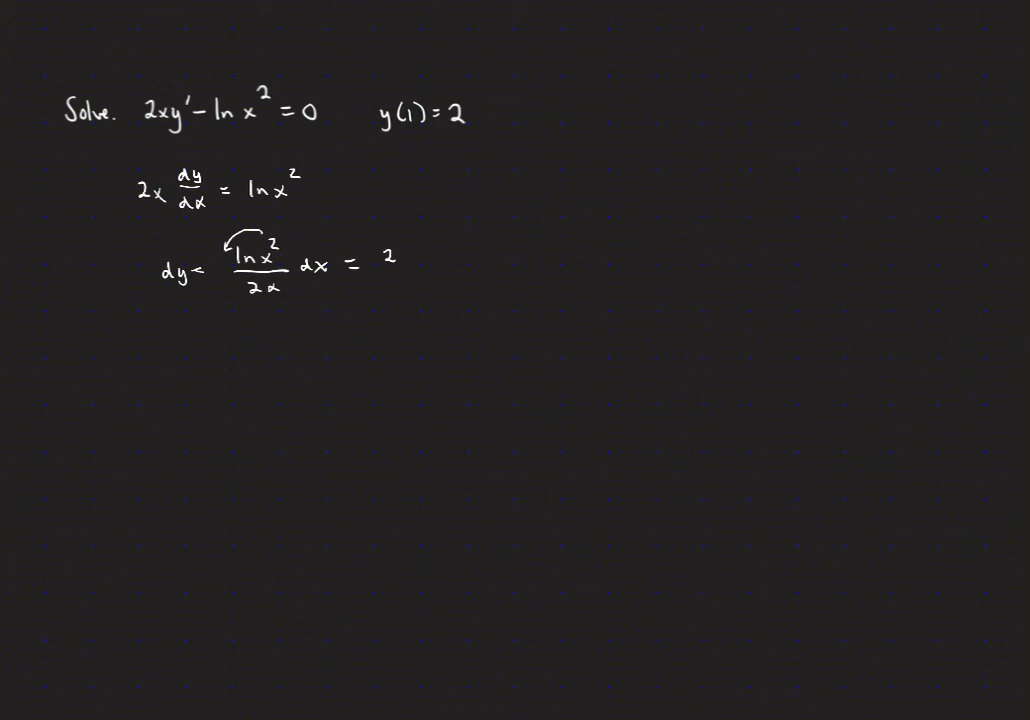 Solve. 2xy' - ln x² = 0 y(1) = 2
2x dy/dx = ln x²
dy = ln x²/2x dx = 2